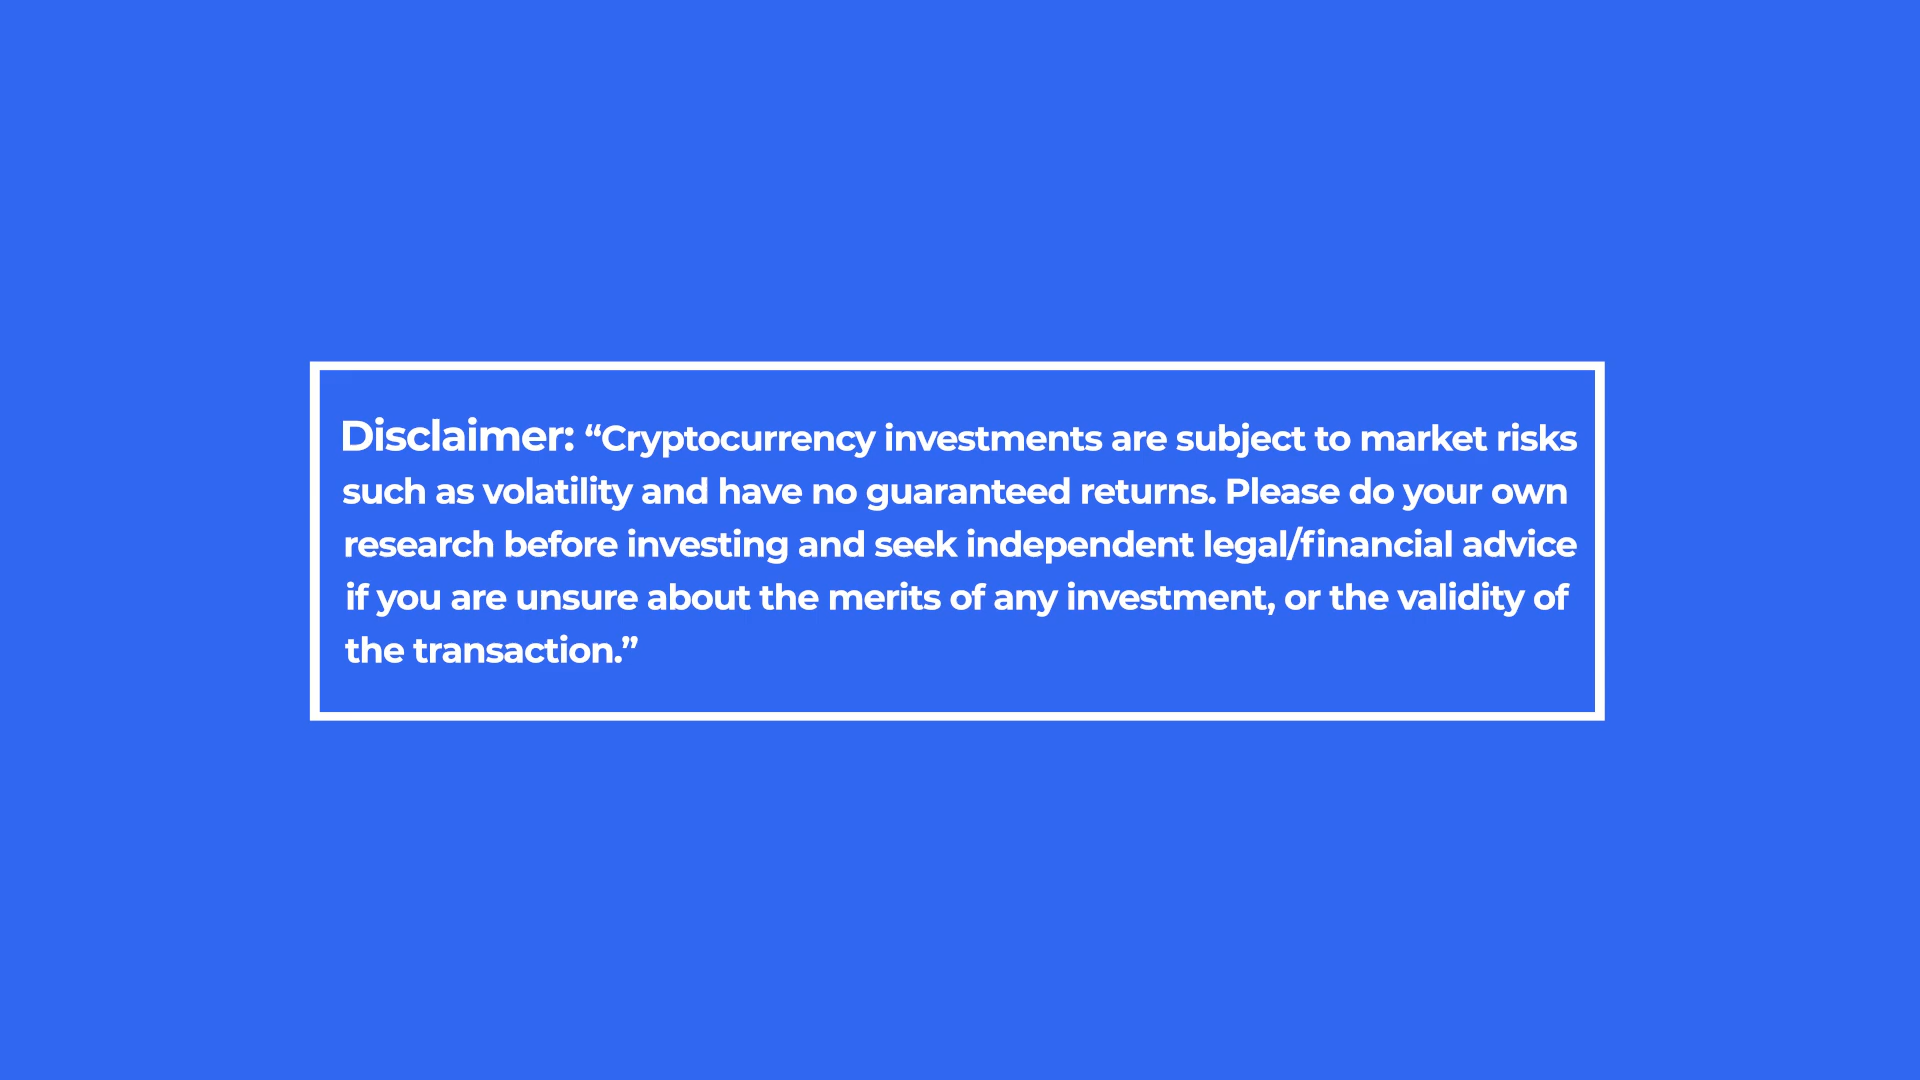 Disclaimer: “Cryptocurrency investments are subject to market risks
such as volatility and have no guaranteed returns. Please do your own
research before investing and seek independent legal/financial advice
if you are unsure about the merits of any investment, or the validity of
the transaction.”